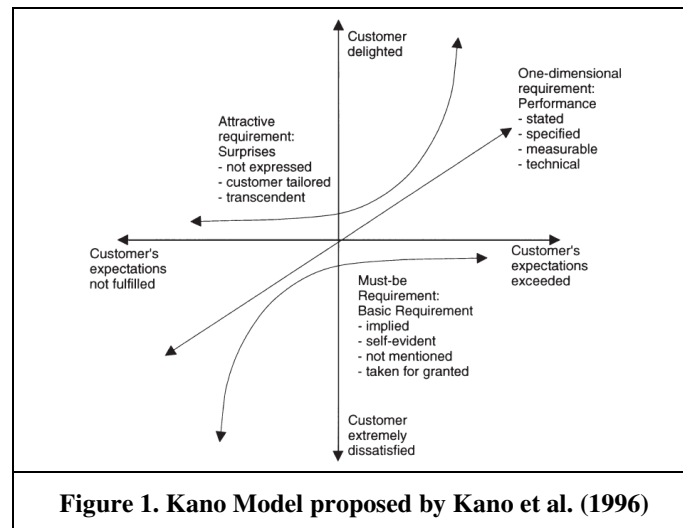 Customer
delighted
One-dimensional
requirement:
Performance
- stated
- specified
- measurable
- technical
Attractive
requirement:
Surprises
- not expressed
- customer tailored
- transcendent
Customer's
expectations
not fulfilled
Customer's
expectations
exceeded
Must-be
Requirement:
Basic Requirement
- implied
- self-evident
- not mentioned
- taken for granted
Customer
extremely
dissatisfied
Figure 1. Kano Model proposed by Kano et al. (1996)